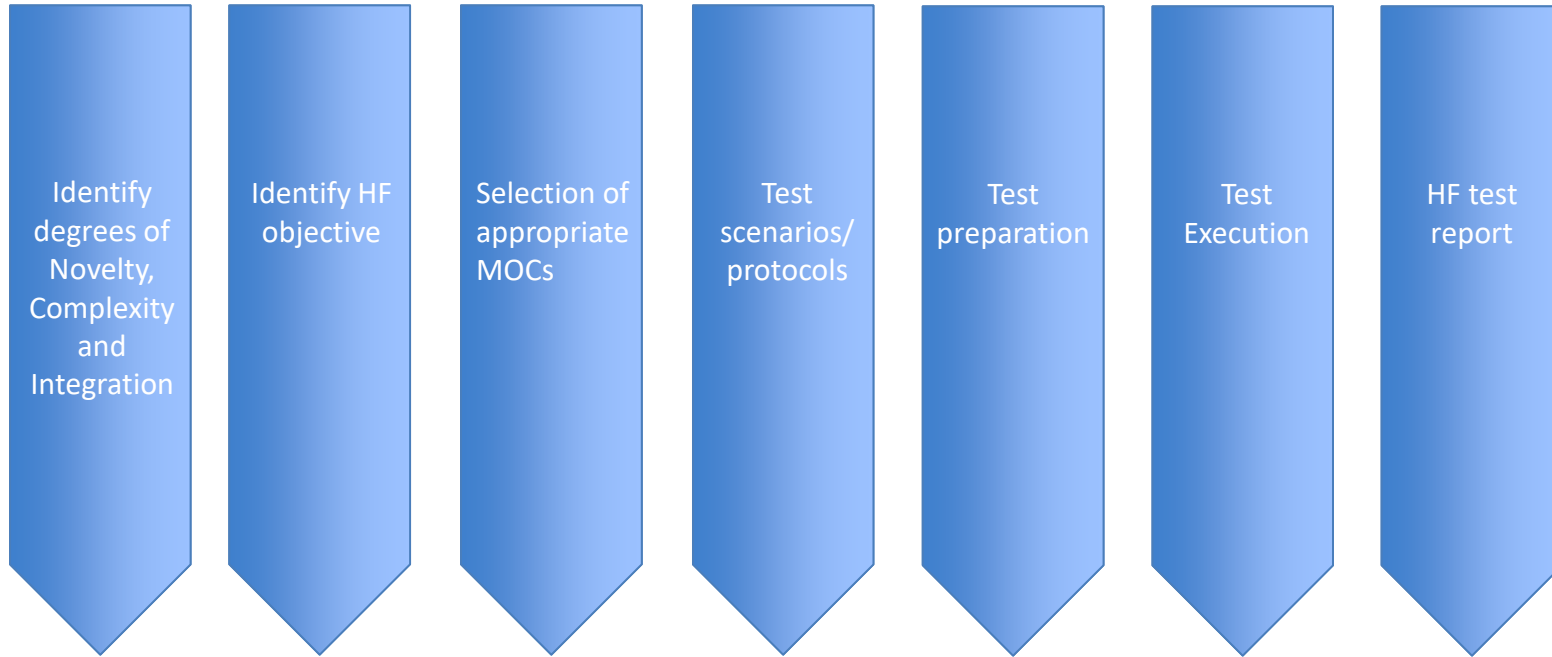 Identify
degrees of
Novelty,
Complexity
and
Integration
Identify HF
objective
Selection of
appropriate
MOCs
Test
scenarios/
protocols
Test
preparation
Test
Execution
HF test
report